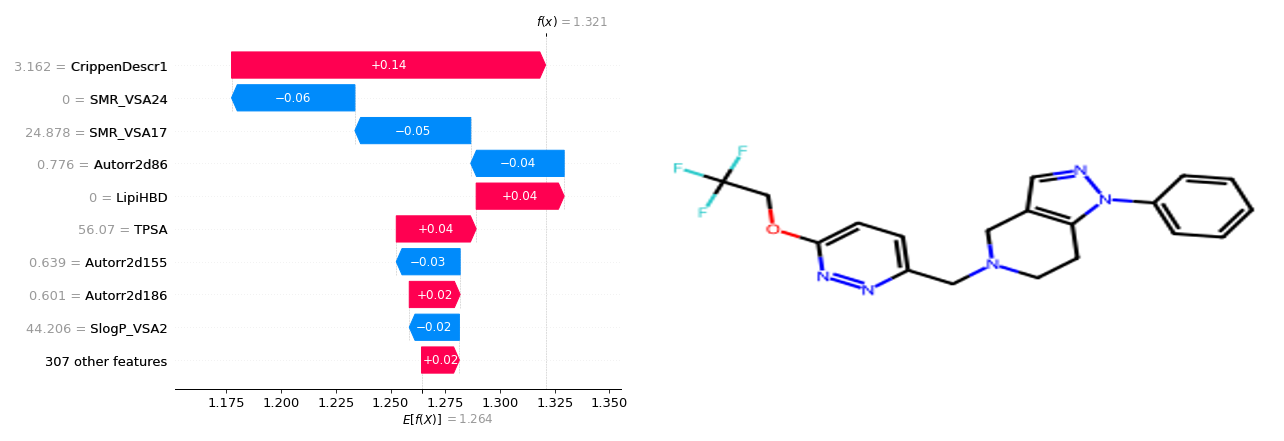 f(x) = 1.321
3.162 = CrippenDescr1
+0.14
0 = SMR_VSA24
−0.06
24.878 = SMR_VSA17
−0.05
0.776 = Autorr2d86
−0.04
0 = LipiHBD
+0.04
56.07 = TPSA
+0.04
0.639 = Autorr2d155
−0.03
0.601 = Autorr2d186
+0.02
44.206 = SlogP_VSA2
−0.02
307 other features
+0.02
1.175 1.200 1.225 1.250 1.275 1.300 1.325 1.350
E[f(X)] = 1.264
F
F
F
O
N
N
N
N
N